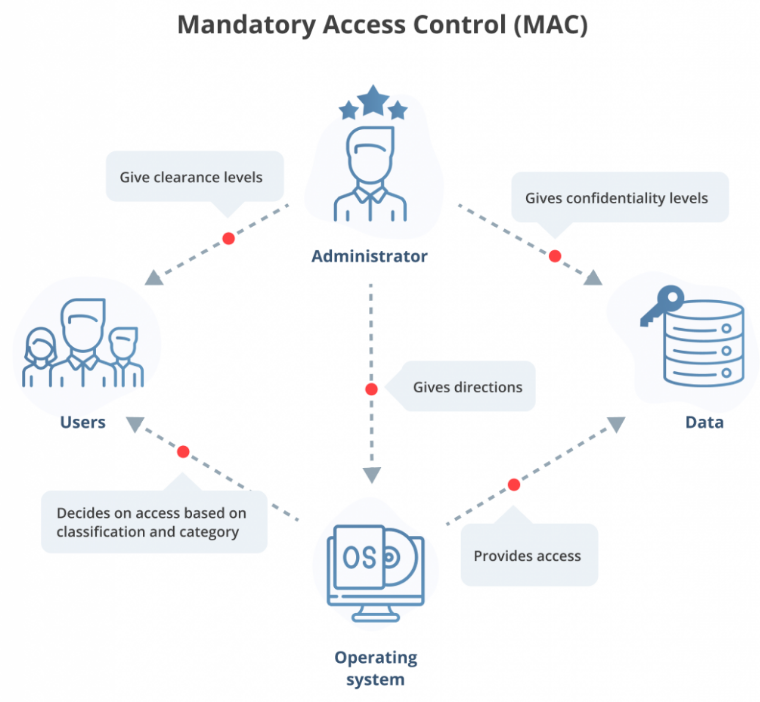 Mandatory Access Control (MAC)
Give clearance levels
Gives confidentiality levels
Administrator
Gives directions
Users
Data
Decides on access based on
classification and category
OS
Provides access
Operating
system